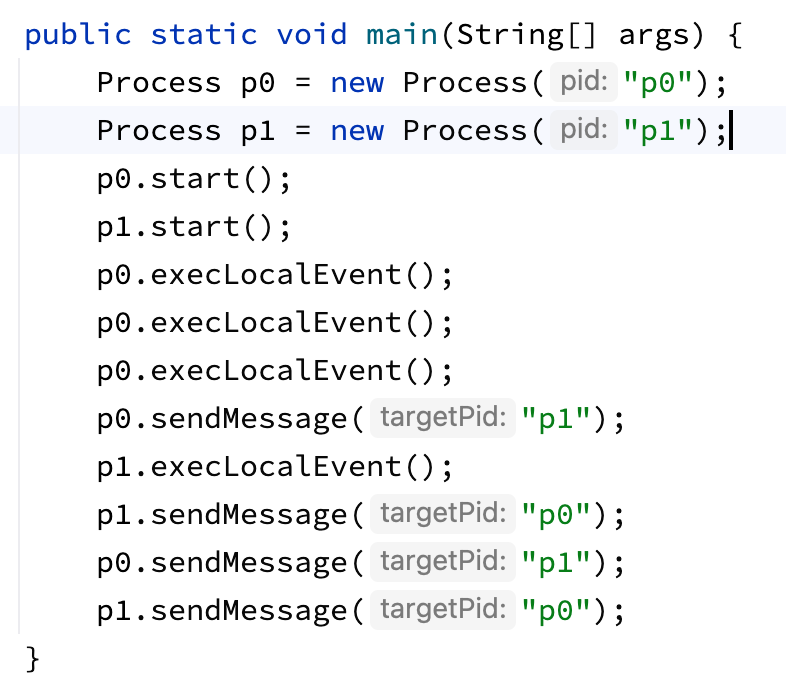 public static void main(String[] args) {
    Process p0 = new Process( pid: "p0");
    Process p1 = new Process( pid: "p1");
    p0.start();
    p1.start();
    p0.execLocalEvent();
    p0.execLocalEvent();
    p0.execLocalEvent();
    p0.sendMessage( targetPid: "p1");
    p1.execLocalEvent();
    p1.sendMessage( targetPid: "p0");
    p0.sendMessage( targetPid: "p1");
    p1.sendMessage( targetPid: "p0");
}